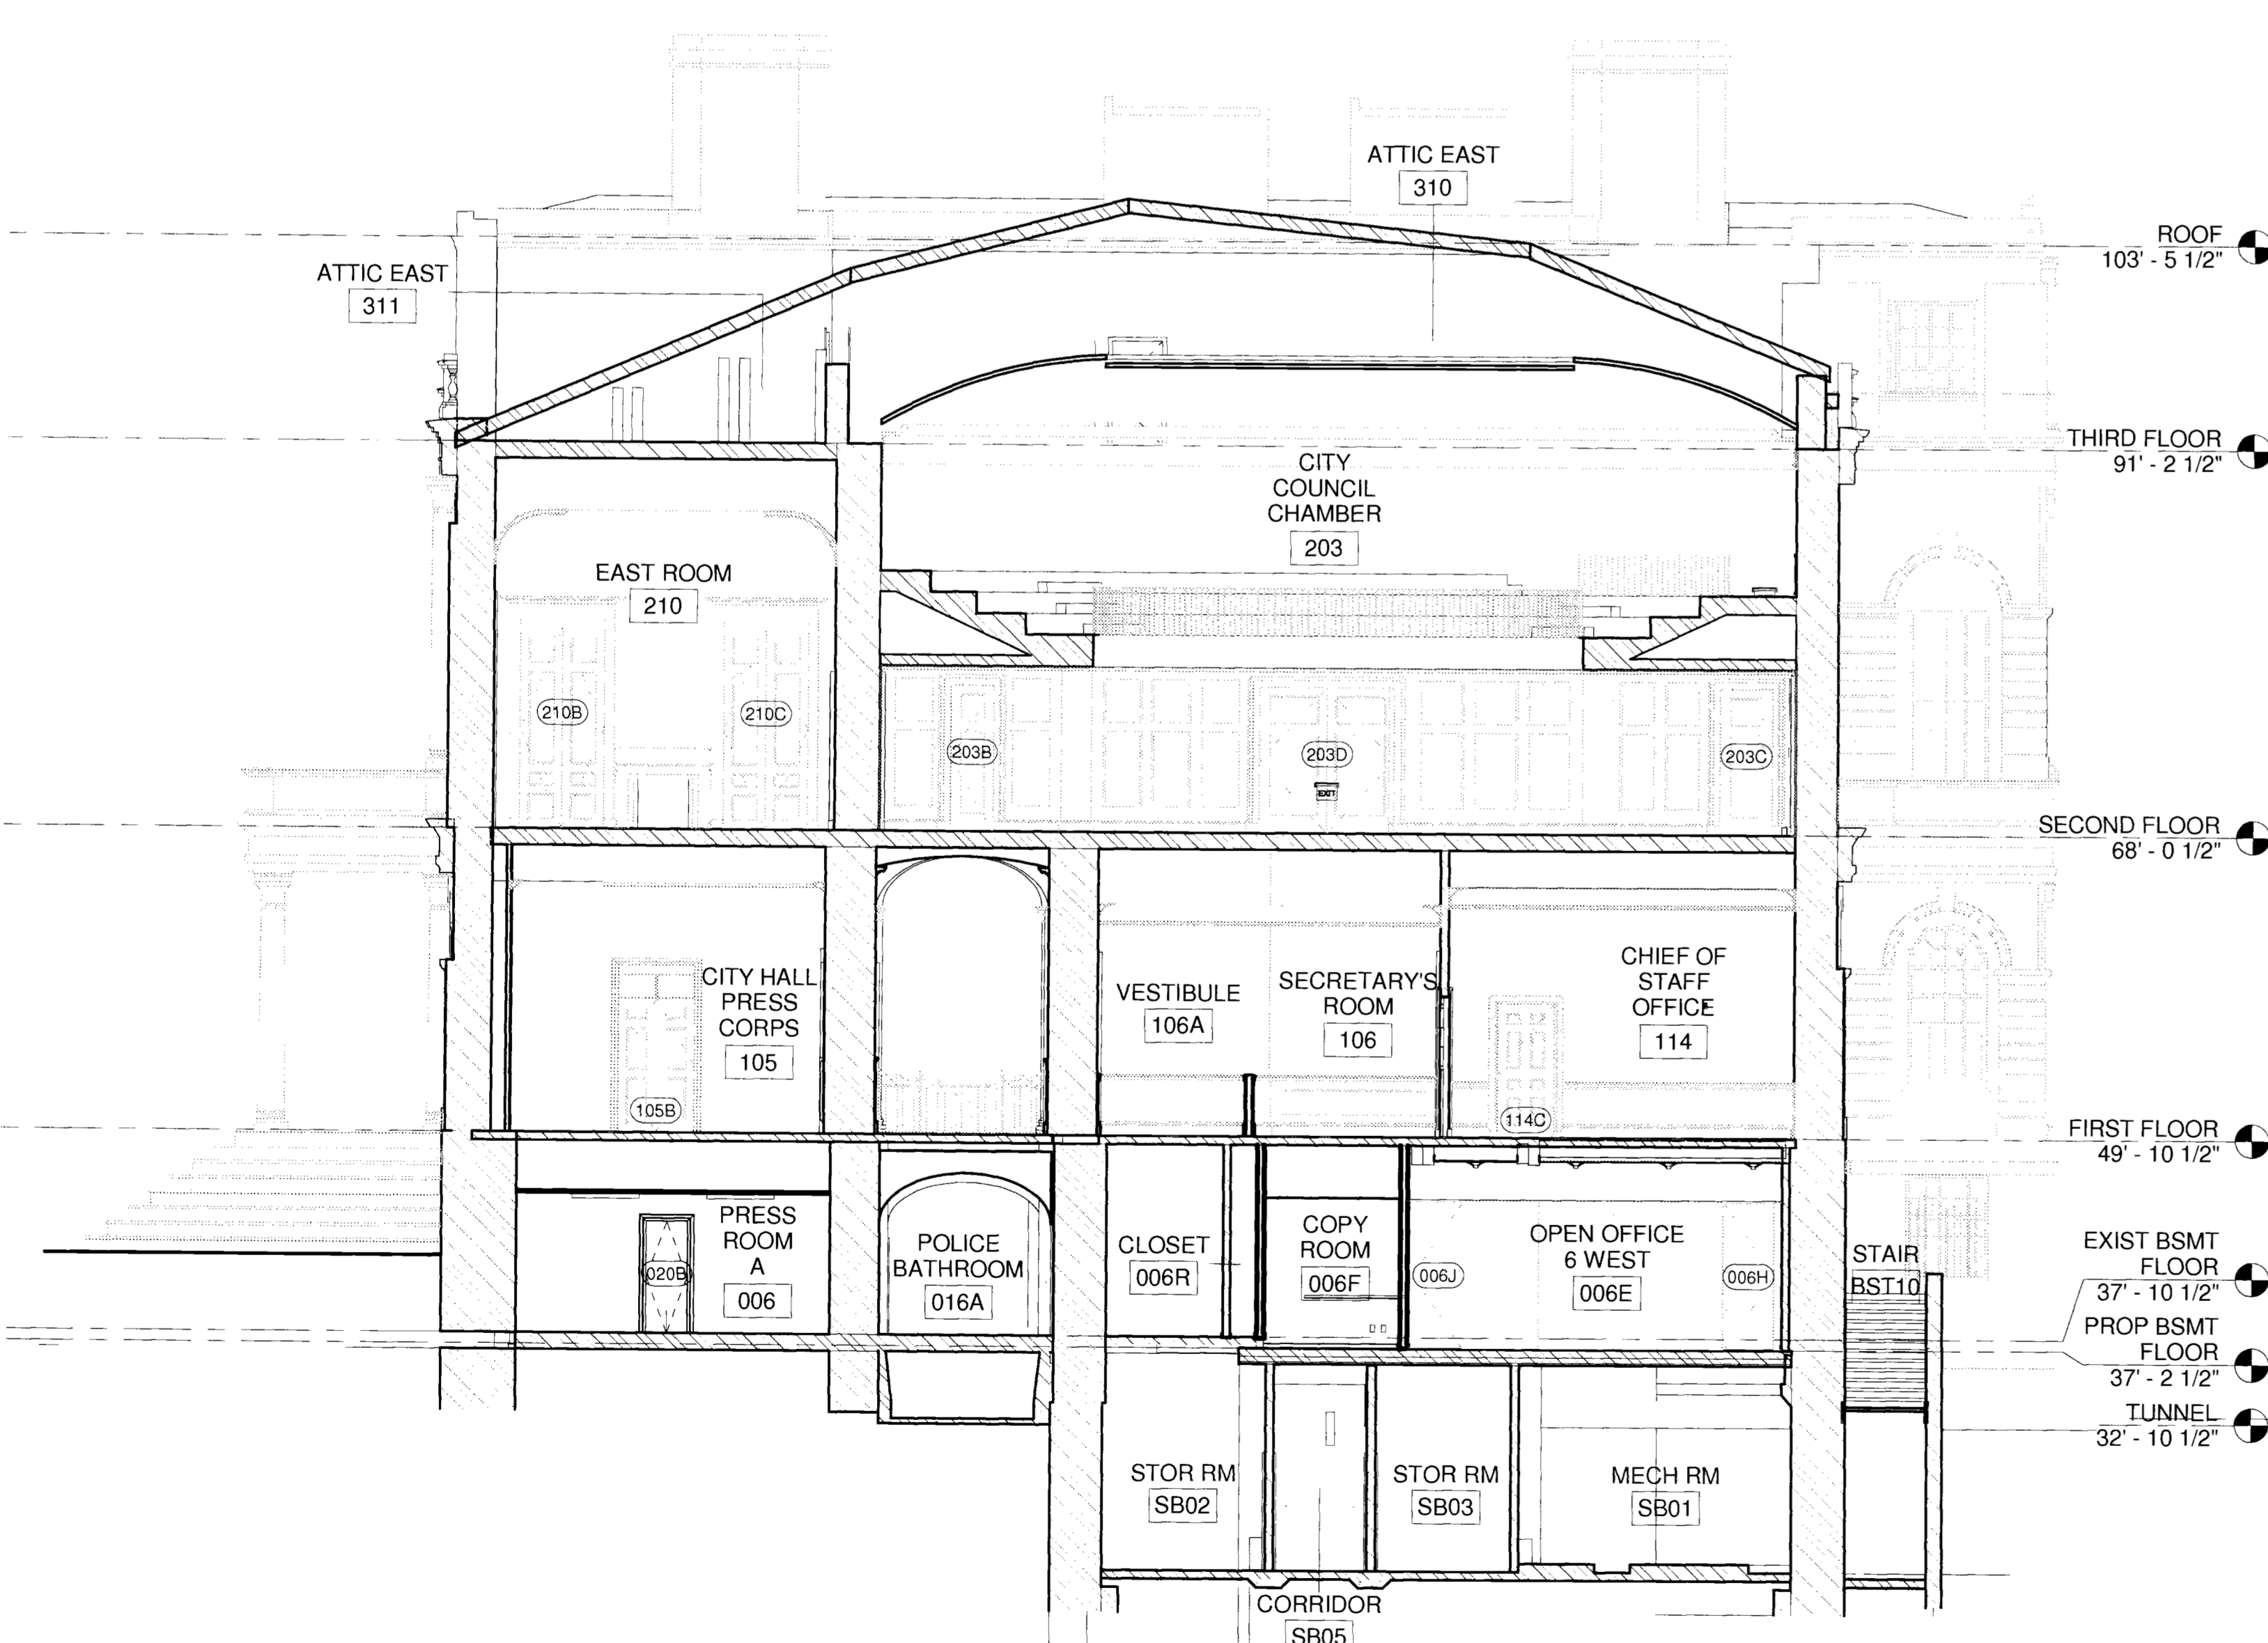 ATTIC EAST
310
ROOF
103' - 5 1/2"
ATTIC EAST
311
THIRD FLOOR
91' - 2 1/2"
CITY
COUNCIL
CHAMBER
203
EAST ROOM
210
210B
210C
203B
203D
203C
EXIT
SECOND FLOOR
68' - 0 1/2"
CITY HALL
PRESS
CORPS
105
105B
VESTIBULE
106A
SECRETARY'S
ROOM
106
CHIEF OF
STAFF
OFFICE
114
114C
FIRST FLOOR
49' - 10 1/2"
PRESS
ROOM
A
006
020B
POLICE
BATHROOM
016A
CLOSET
006R
COPY
ROOM
006F
006J
OPEN OFFICE
6 WEST
006E
006H
STAIR
BST10
EXIST BSMT
FLOOR
37' - 10 1/2"
PROP BSMT
FLOOR
37' - 2 1/2"
TUNNEL
32' - 10 1/2"
STOR RM
SB02
STOR RM
SB03
MECH RM
SB01
CORRIDOR
SB05